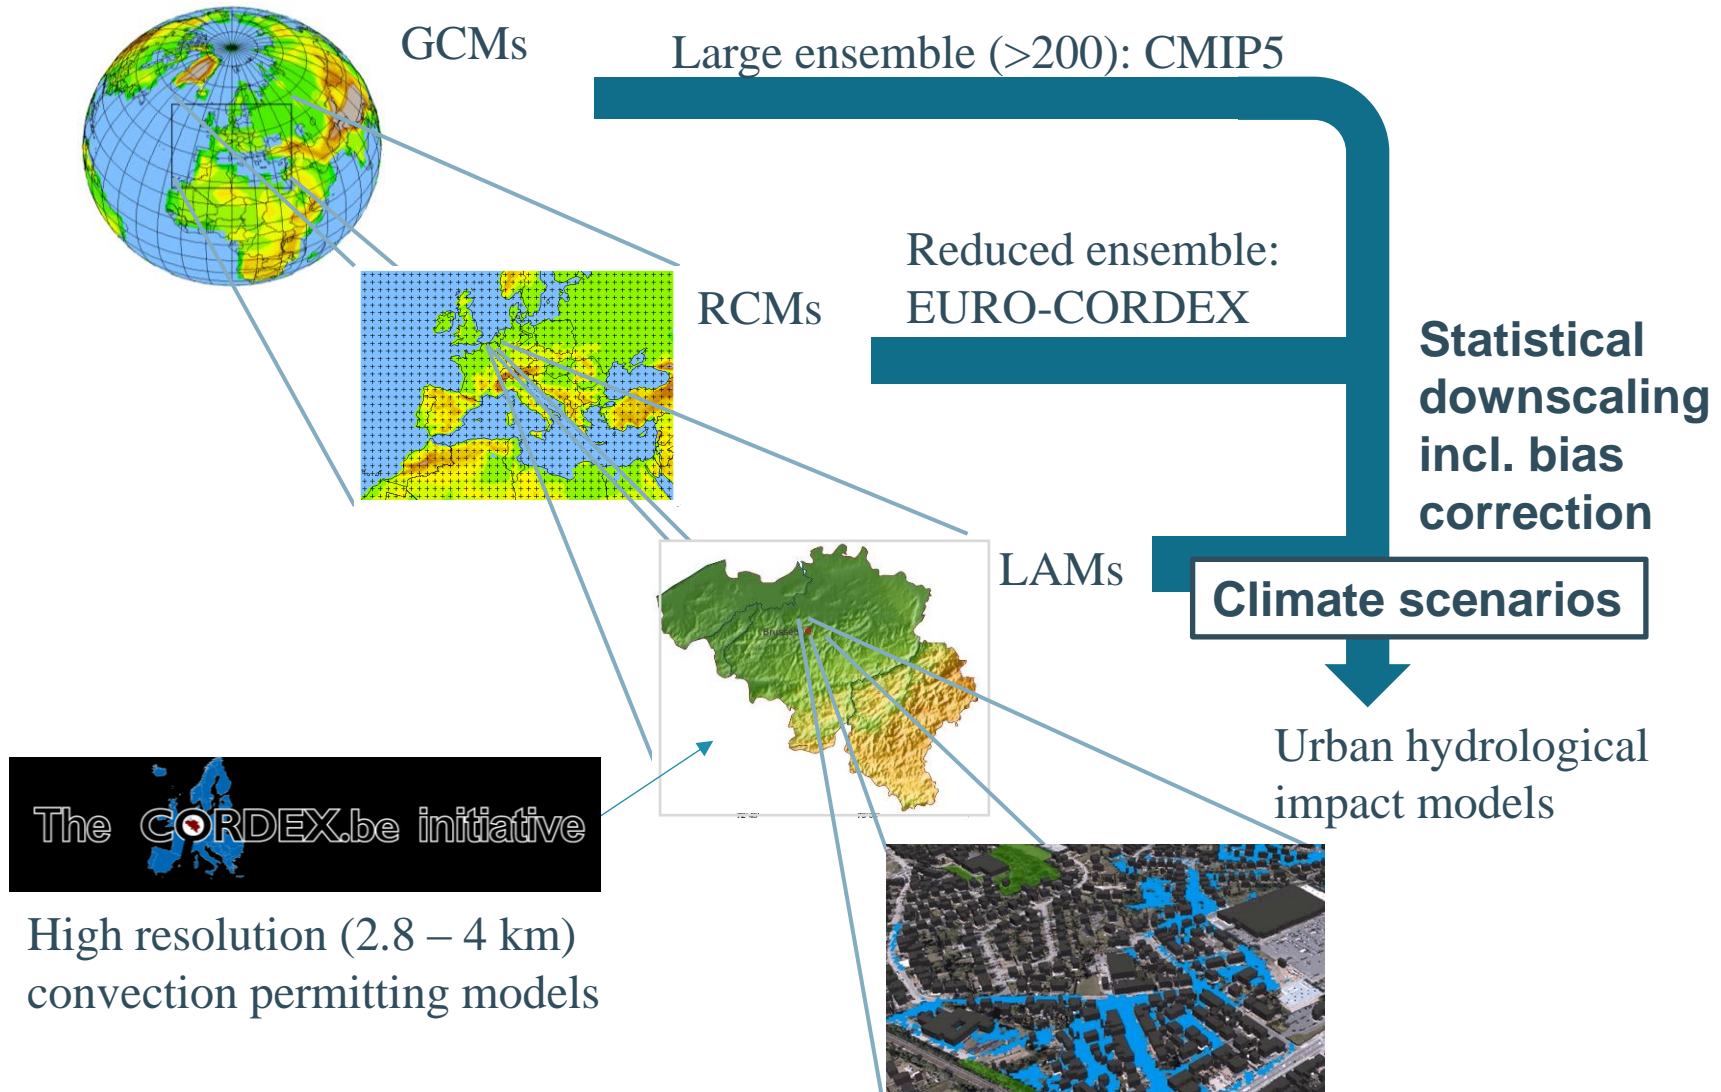 GCMs
Large ensemble (>200): CMIP5
Reduced ensemble:
EURO-CORDEX
RCMs
Statistical
downscaling
incl. bias
correction
LAMs
Climate scenarios
Brussel
Urban hydrological
impact models
The CORDEX.be initiative
High resolution (2.8 – 4 km)
convection permitting models